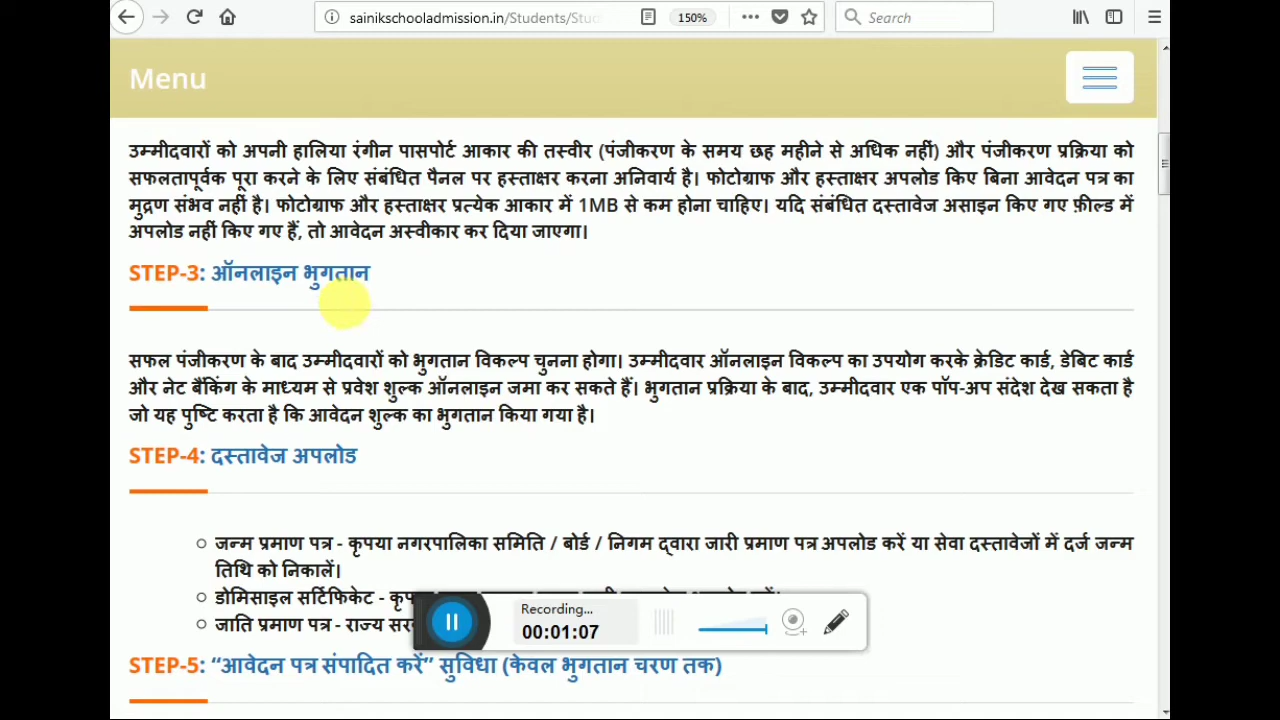 sainikschooladmission.in/Students/Stu
150%
Search
Menu
उम्मीदवारों को अपनी हालिया रंगीन पासपोर्ट आकार की तस्वीर (पंजीकरण के समय छह महीने से अधिक नहीं) और पंजीकरण प्रक्रिया को
सफलतापूर्वक पूरा करने के लिए संबंधित पैनल पर हस्ताक्षर करना अनिवार्य है। फोटोग्राफ और हस्ताक्षर अपलोड किए बिना आवेदन पत्र का
मुद्रण संभव नहीं है। फोटोग्राफ और हस्ताक्षर प्रत्येक आकार में 1MB से कम होना चाहिए। यदि संबंधित दस्तावेज असाइन किए गए फ़ील्ड में
अपलोड नहीं किए गए हैं, तो आवेदन अस्वीकार कर दिया जाएगा।
STEP-3: ऑनलाइन भुगतान
सफल पंजीकरण के बाद उम्मीदवारों को भुगतान विकल्प चुनना होगा। उम्मीदवार ऑनलाइन विकल्प का उपयोग करके क्रेडिट कार्ड, डेबिट कार्ड
और नेट बैंकिंग के माध्यम से प्रवेश शुल्क ऑनलाइन जमा कर सकते हैं। भुगतान प्रक्रिया के बाद, उम्मीदवार एक पॉप-अप संदेश देख सकता है
जो यह पुष्टि करता है कि आवेदन शुल्क का भुगतान किया गया है।
STEP-4: दस्तावेज अपलोड
जन्म प्रमाण पत्र - कृपया नगरपालिका समिति / बोर्ड / निगम द्वारा जारी प्रमाण पत्र अपलोड करें या सेवा दस्तावेजों में दर्ज जन्म
तिथि को निकालें।
डोमिसाइल सर्टिफिकेट -
जाति प्रमाण पत्र - राज्य
Recording...
00:01:07
STEP-5: “आवेदन पत्र संपादित करें” सुविधा (केवल भुगतान चरण तक)